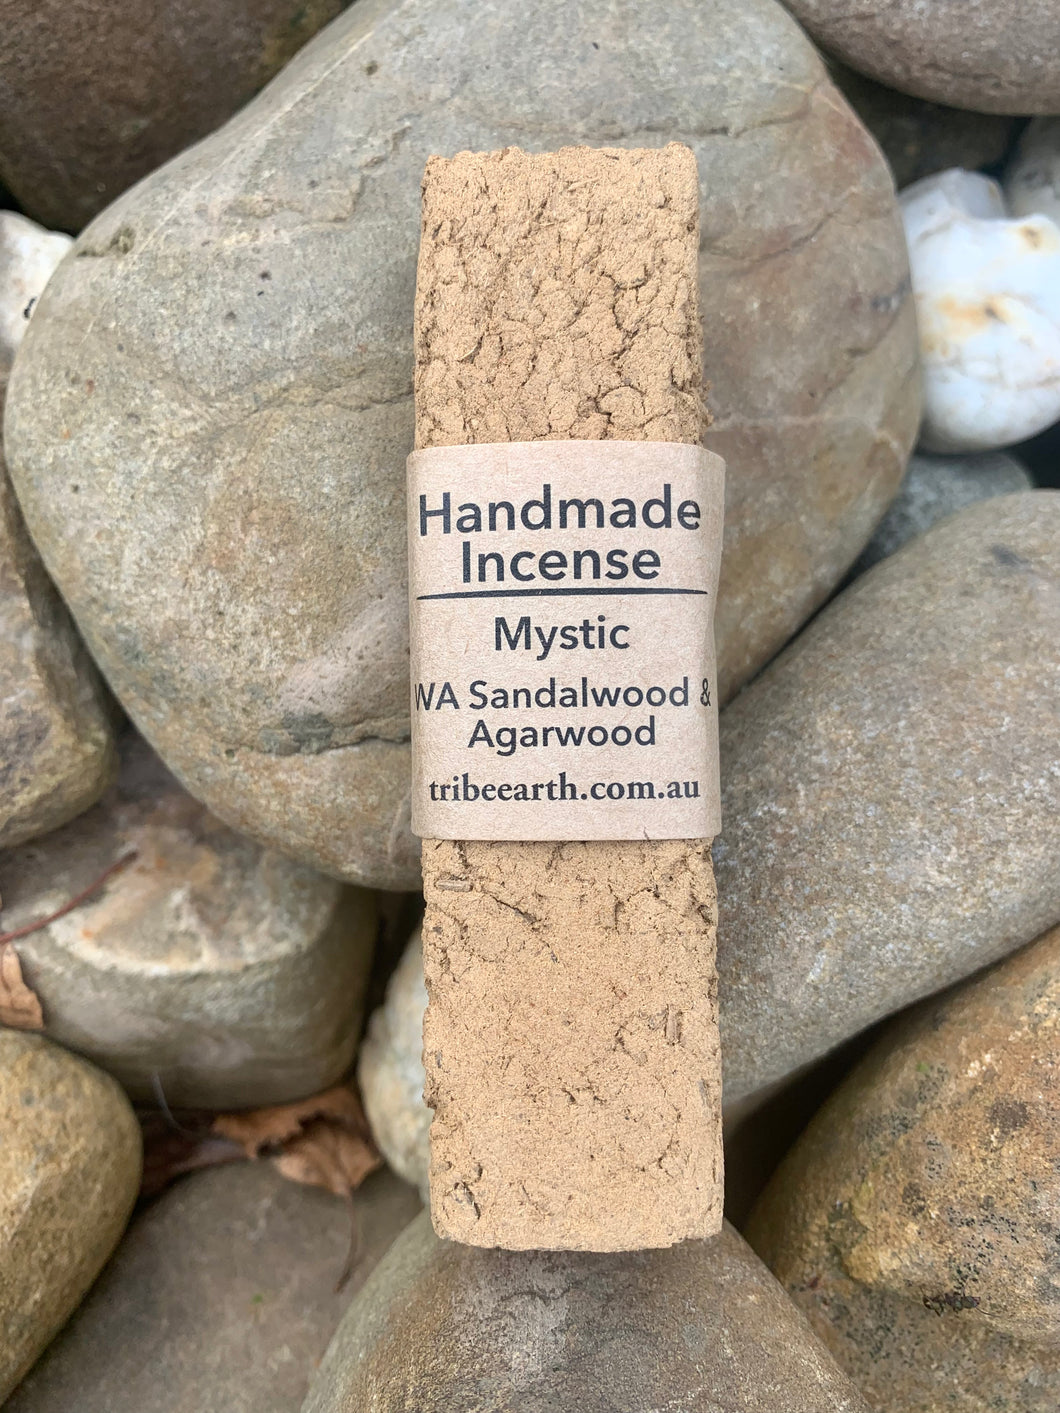 Handmade
Incense
Mystic
WA Sandalwood &
Agarwood
tribeearth.com.au